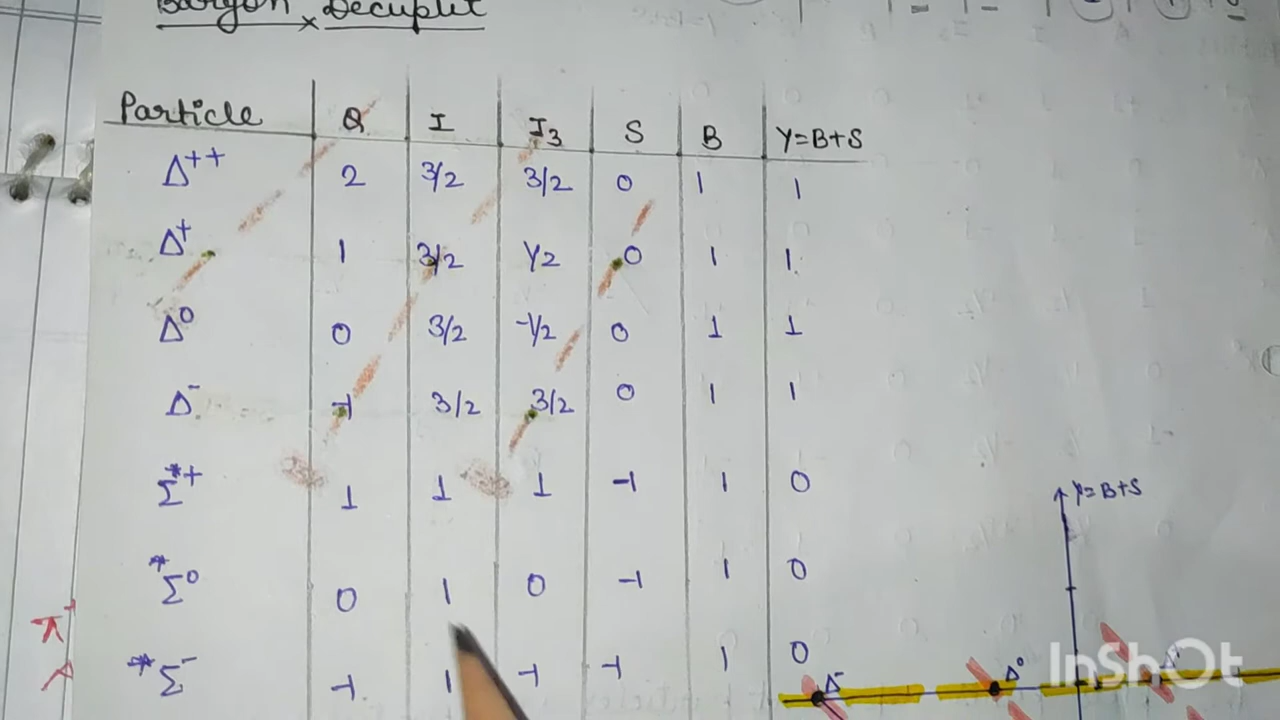 Baryon × Decuplet
Particle Q I I3 S B Y=B+S
Δ++ 2 3/2 3/2 0 1 1
Δ+ 1 3/2 1/2 0 1 1
Δ0 0 3/2 -1/2 0 1 1
Δ- -1 3/2 3/2 0 1 1
Σ*+ 1 1 1 -1 1 0
*Σ0 0 1 0 -1 1 0
*Σ- -1 1 -1 -1 1 0
Y=B+S
Δ- Δ0
InShOt